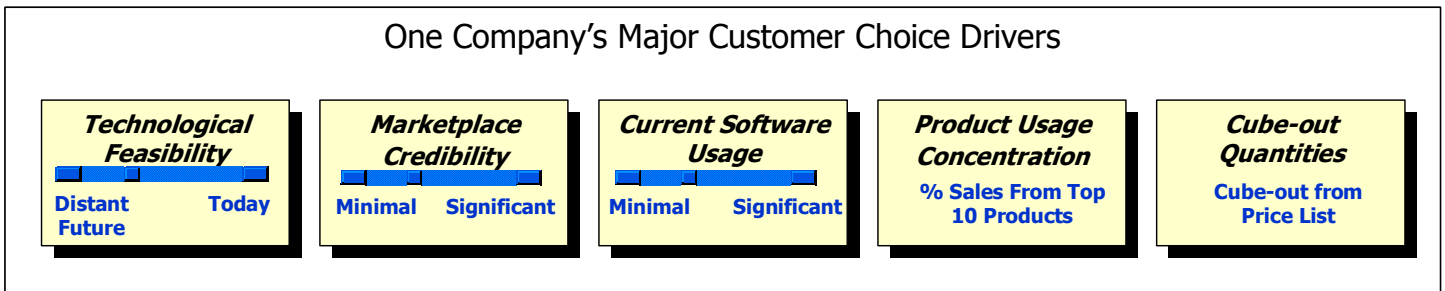 One Company’s Major Customer Choice Drivers
Technological
Feasibility
Distant
Future
Today
Marketplace
Credibility
Minimal
Significant
Current Software
Usage
Minimal
Significant
Product Usage
Concentration
% Sales From Top
10 Products
Cube-out
Quantities
Cube-out from
Price List